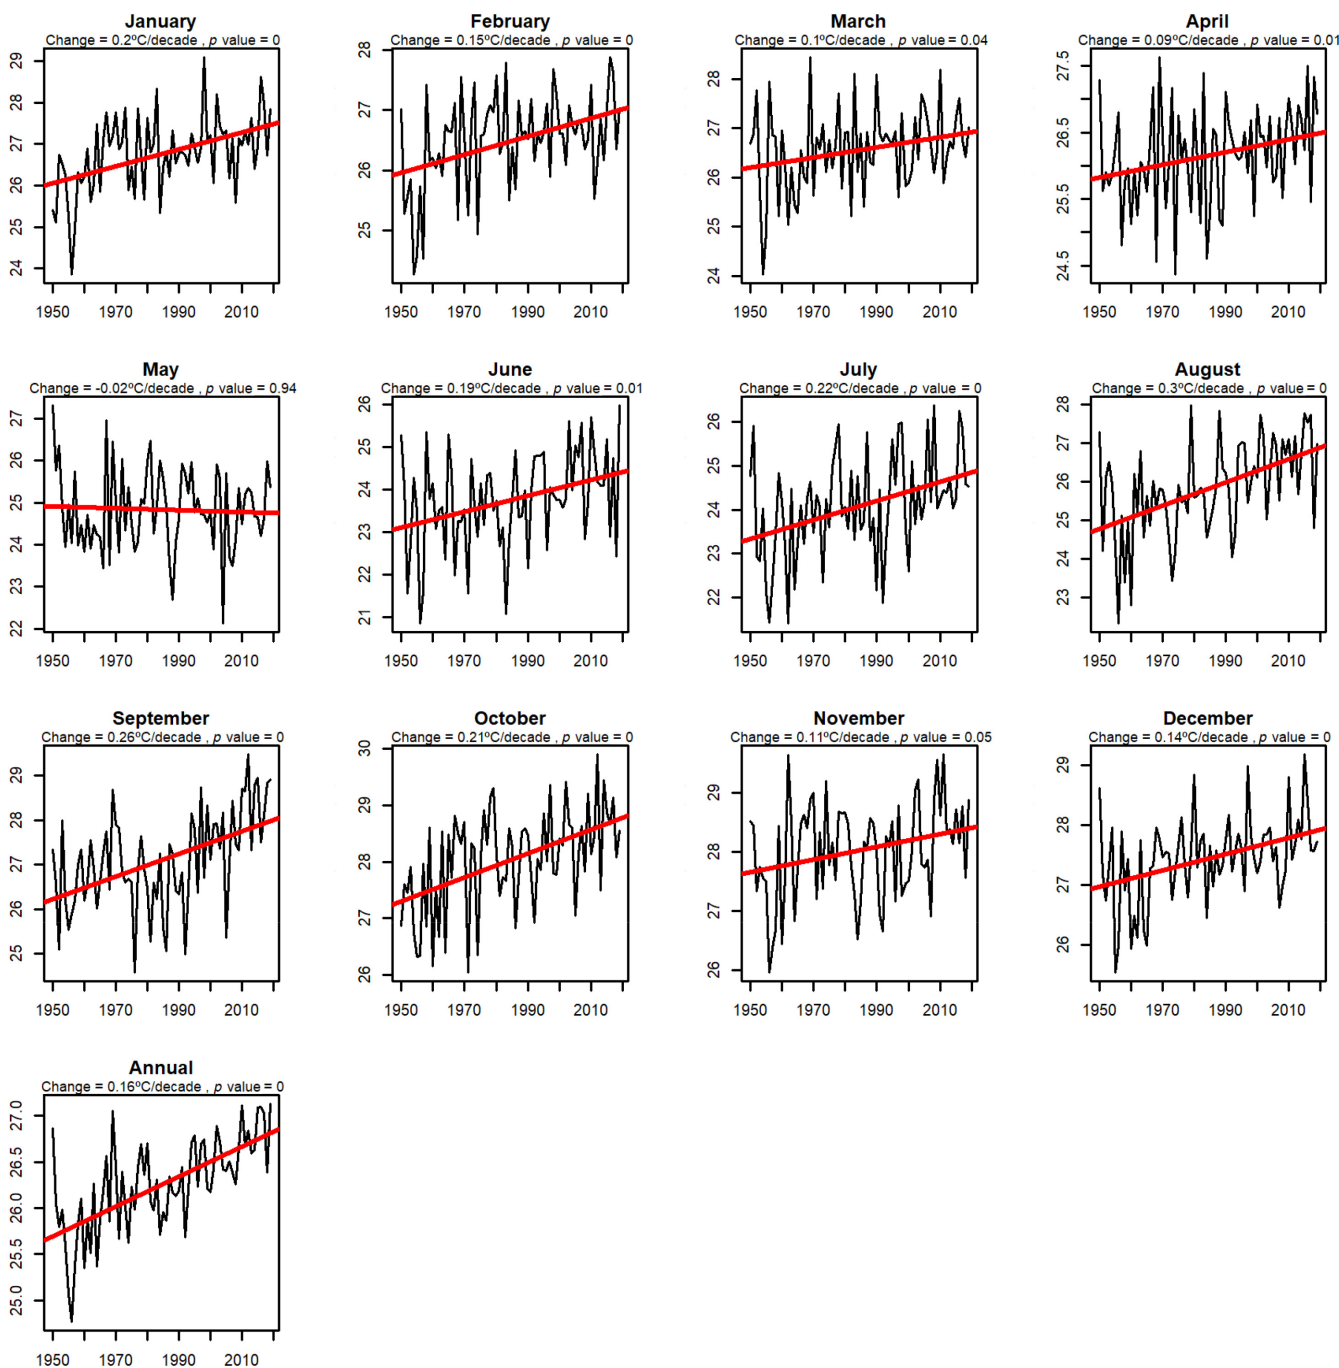 January
Change = 0.2ºC/decade , p value = 0
29
28
27
26
25
24
1950 1970 1990 2010
February
Change = 0.15ºC/decade , p value = 0
28
27
26
25
1950 1970 1990 2010
March
Change = 0.1ºC/decade , p value = 0.04
28
27
26
25
24
1950 1970 1990 2010
April
Change = 0.09ºC/decade , p value = 0.01
27.5
26.5
25.5
24.5
1950 1970 1990 2010
May
Change = -0.02ºC/decade , p value = 0.94
27
26
25
24
23
22
1950 1970 1990 2010
June
Change = 0.19ºC/decade , p value = 0.01
26
25
24
23
22
21
1950 1970 1990 2010
July
Change = 0.22ºC/decade , p value = 0
26
25
24
23
22
1950 1970 1990 2010
August
Change = 0.3ºC/decade , p value = 0
28
27
26
25
24
23
1950 1970 1990 2010
September
Change = 0.26ºC/decade , p value = 0
29
28
27
26
25
1950 1970 1990 2010
October
Change = 0.21ºC/decade , p value = 0
30
29
28
27
26
1950 1970 1990 2010
November
Change = 0.11ºC/decade , p value = 0.05
29
28
27
26
1950 1970 1990 2010
December
Change = 0.14ºC/decade , p value = 0
29
28
27
26
1950 1970 1990 2010
Annual
Change = 0.16ºC/decade , p value = 0
27.0
26.5
26.0
25.5
25.0
1950 1970 1990 2010